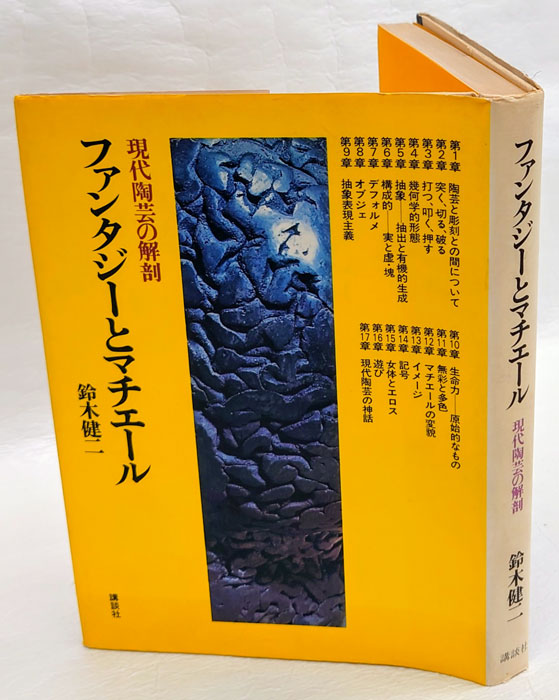 第1章 陶芸と彫刻との間について
第2章 突く、切る、破る
第3章 打つ、叩く、押す
第4章 幾何学的形態
第5章 抽象――抽出と有機的生成
第6章 構成的――実と虚・塊
第7章 デフォルメ
第8章 オブジェ
第9章 抽象表現主義
第10章 生命力――原始的なもの
第11章 無彩と多色
第12章 マチエールの変貌
第13章 イメージ
第14章 記号
第15章 女体とエロス
第16章 遊び
第17章 現代陶芸の神話
現代陶芸の解剖
ファンタジーとマチエール
鈴木健二
講談社
ファンタジーとマチエール
現代陶芸の解剖
鈴木健二
講談社